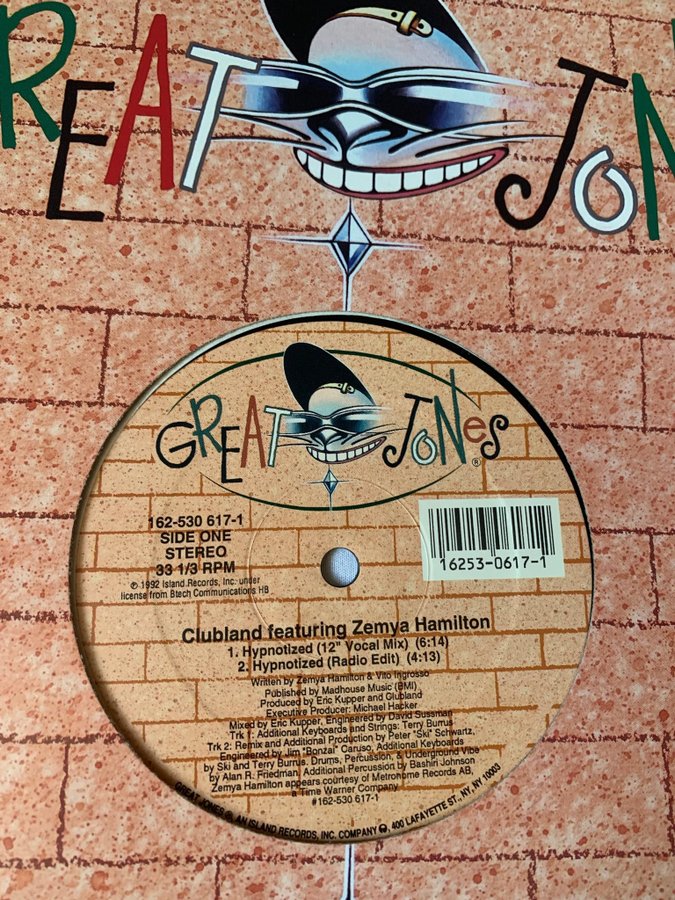 REAT JON
GREAT JONES ®
162-530 617-1
SIDE ONE
STEREO
33 1/3 RPM
℗ 1992 Island Records, Inc. under
license from Btech Communications HB
16253-0617-1
Clubland featuring Zemya Hamilton
1. Hypnotized (12" Vocal Mix) (6:14)
2. Hypnotized (Radio Edit) (4:13)
Written by Zemya Hamilton & Vito Ingrosso
Published by Madhouse Music (BMI)
Produced by Eric Kupper and Clubland
Executive Producer: Michael Hacker
Mixed by Eric Kupper, Engineered by David Sussman
Trk 1: Additional Keyboards and Strings: Terry Burrus
Trk 2: Remix and Additional Production by Peter "Ski" Schwartz,
Engineered by Jim "Bonzai" Caruso, Additional Keyboards
by Ski and Terry Burrus. Drums, Percussion, & Underground Vibe
by Alan R. Friedman, Additional Percussion by Bashiri Johnson
Zemya Hamilton appears courtesy of Metrohome Records AB,
a Time Warner Company
#162-530 617-1
GREAT JONES ℗ AN ISLAND RECORDS, INC. COMPANY, 400 LAFAYETTE ST., NY, NY 10003